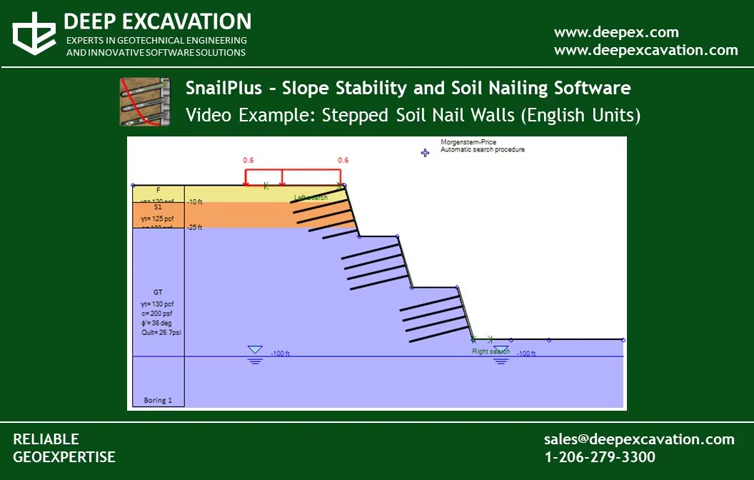 DEEP EXCAVATION
EXPERTS IN GEOTECHNICAL ENGINEERING
AND INNOVATIVE SOFTWARE SOLUTIONS
www.deepex.com
www.deepexcavation.com
SnailPlus – Slope Stability and Soil Nailing Software
Video Example: Stepped Soil Nail Walls (English Units)
Morgenstern-Price
Automatic search procedure
0.6
0.6
F
-10 ft
Left search
S1
γt= 125 pcf
-25 ft
GT
γt= 130 pcf
c= 200 psf
ϕ'= 36 deg
Qult= 26.7psi
-100 ft
Right search
-100 ft
Boring 1
RELIABLE
GEOEXPERTISE
sales@deepexcavation.com
1-206-279-3300